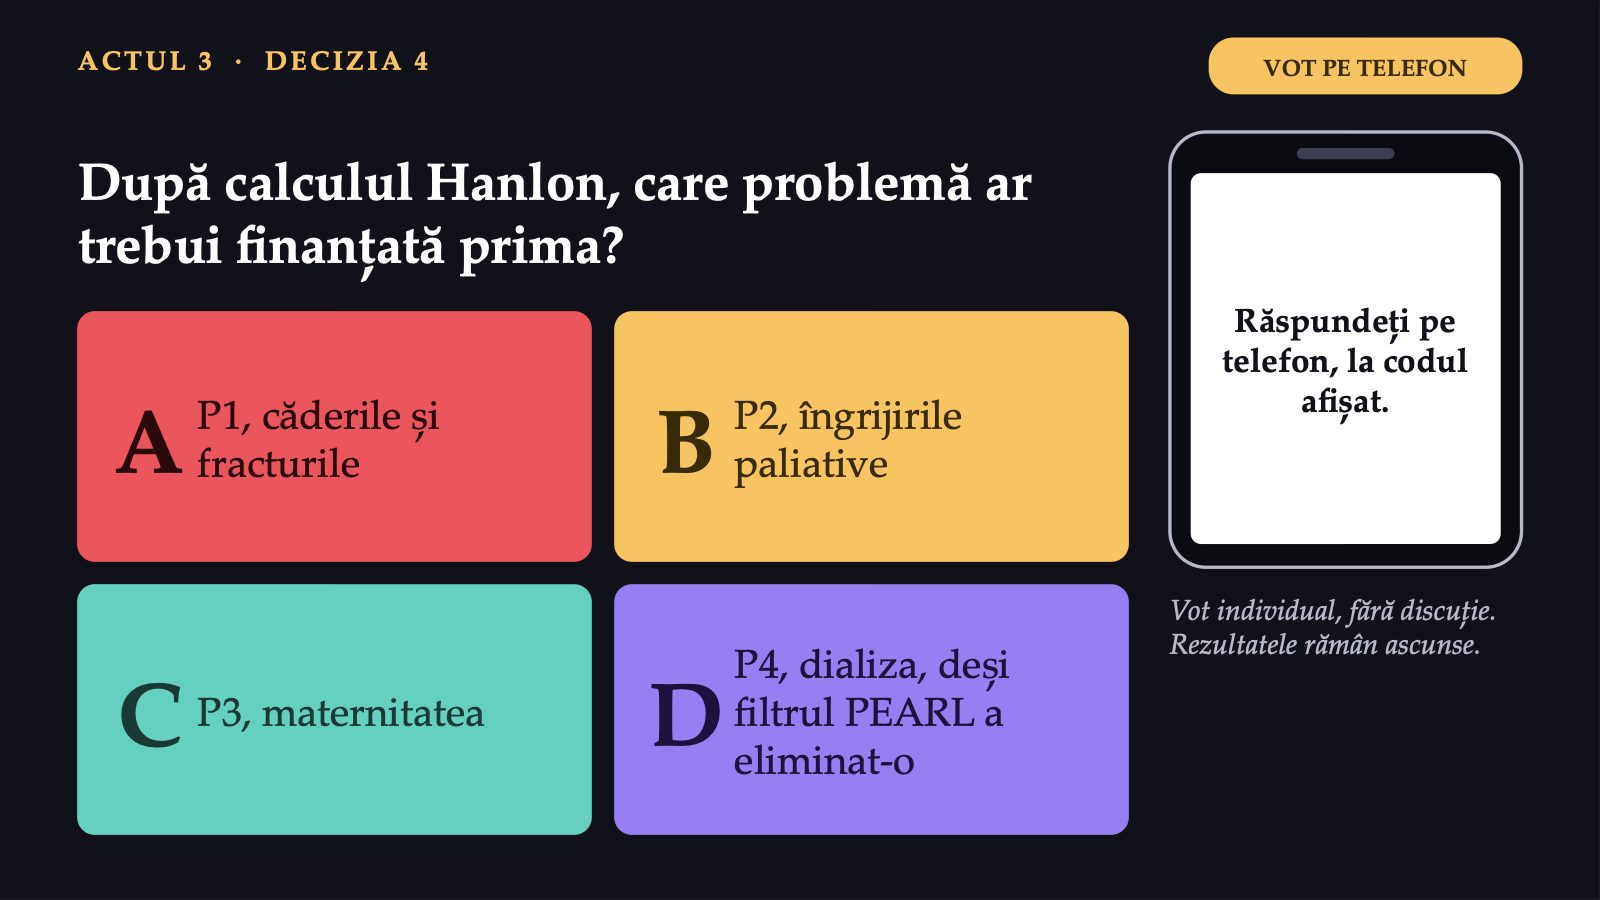 ACTUL 3 · DECIZIA 4
VOT PE TELEFON
După calculul Hanlon, care problemă ar
trebui finanțată prima?
A
P1, căderile și
fracturile
B
P2, îngrijirile
paliative
C
P3, maternitatea
D
P4, dializa, deși
filtrul PEARL a
eliminat-o
Răspundeți pe
telefon, la codul
afișat.
Vot individual, fără discuție.
Rezultatele rămân ascunse.